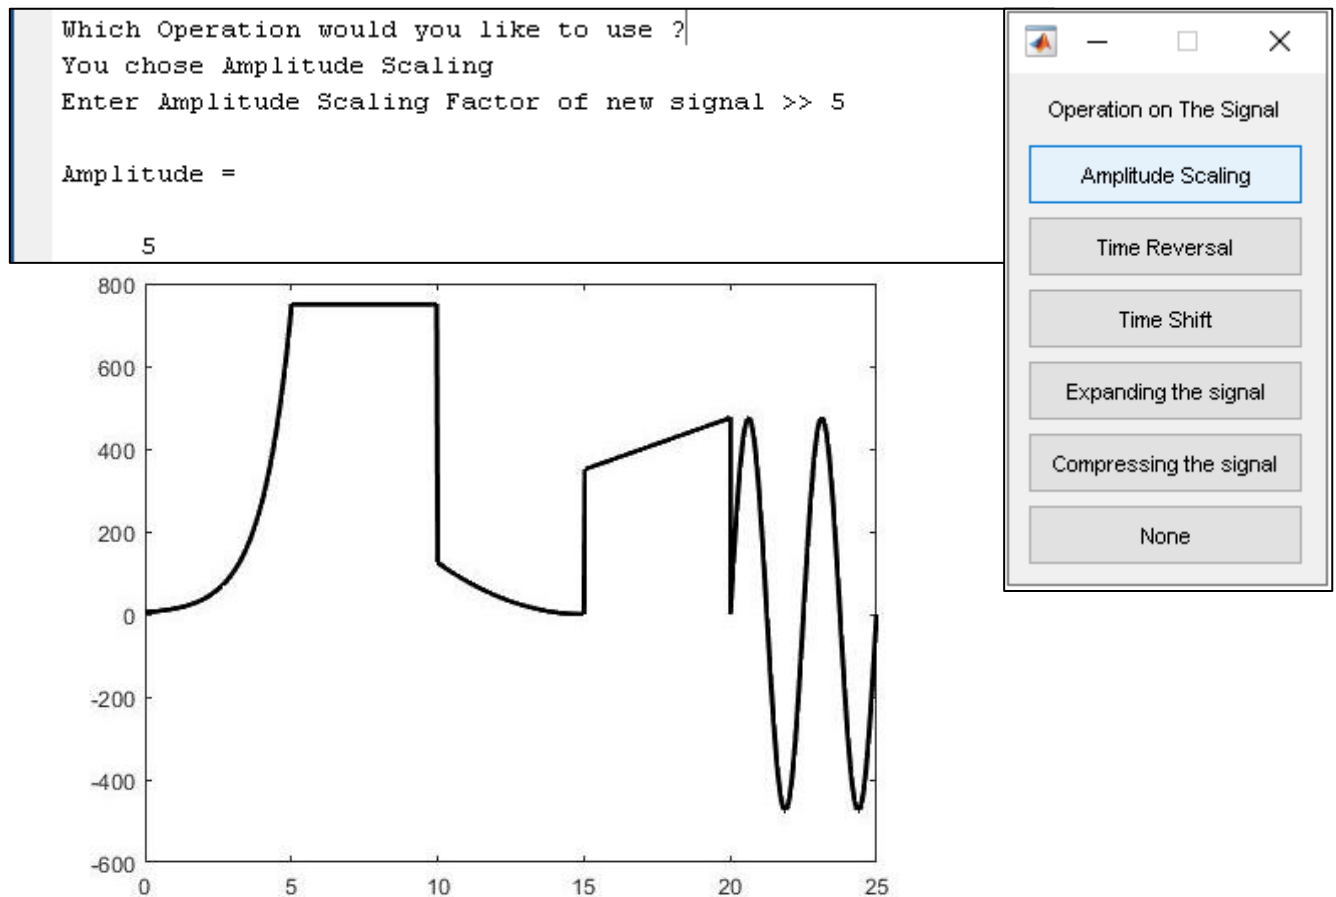 Which Operation would you like to use ?
You chose Amplitude Scaling
Enter Amplitude Scaling Factor of new signal >> 5
Amplitude =
5
Operation on The Signal
Amplitude Scaling
Time Reversal
Time Shift
Expanding the signal
Compressing the signal
None
800
600
400
200
0
-200
-400
-600
0 5 10 15 20 25